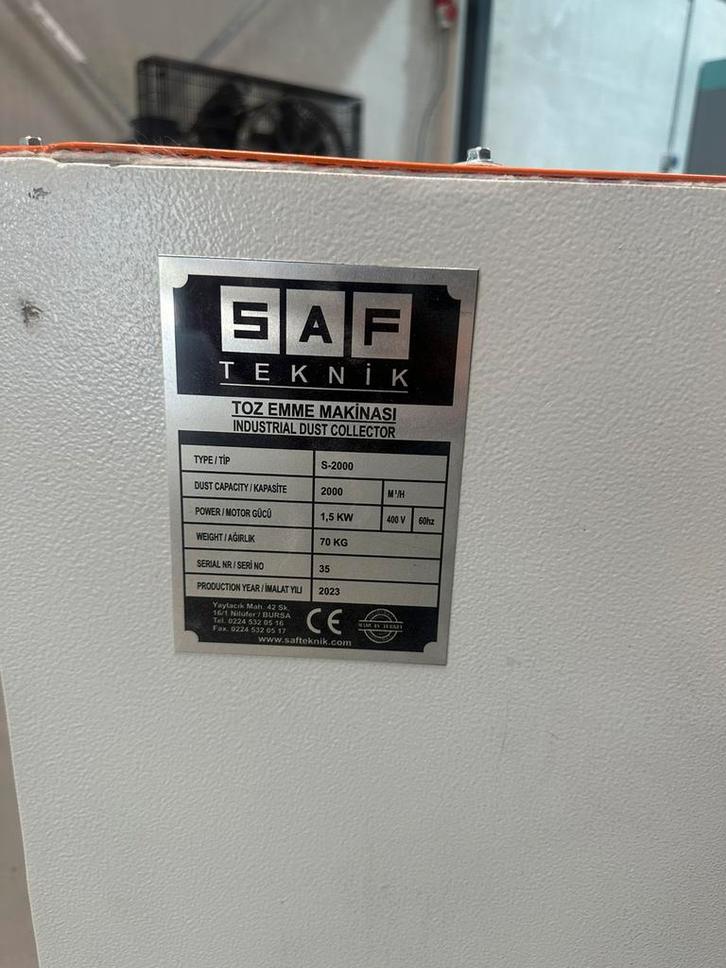 SAF
TEKNİK
TOZ EMME MAKİNASI
INDUSTRIAL DUST COLLECTOR
TYPE / TİP S-2000
DUST CAPACITY / KAPASİTE 2000 M³/H
POWER / MOTOR GÜCÜ 1,5 KW 400 V 60hz
WEIGHT / AĞIRLIK 70 KG
SERIAL NR / SERİ NO 35
PRODUCTION YEAR / İMALAT YILI 2023
Yaylacık Mah. 42 Sk.
16/1 Nilüfer / BURSA
Tel. 0224 532 05 16
Fax. 0224 532 05 17
CE
MADE IN TURKEY
www.safteknik.com